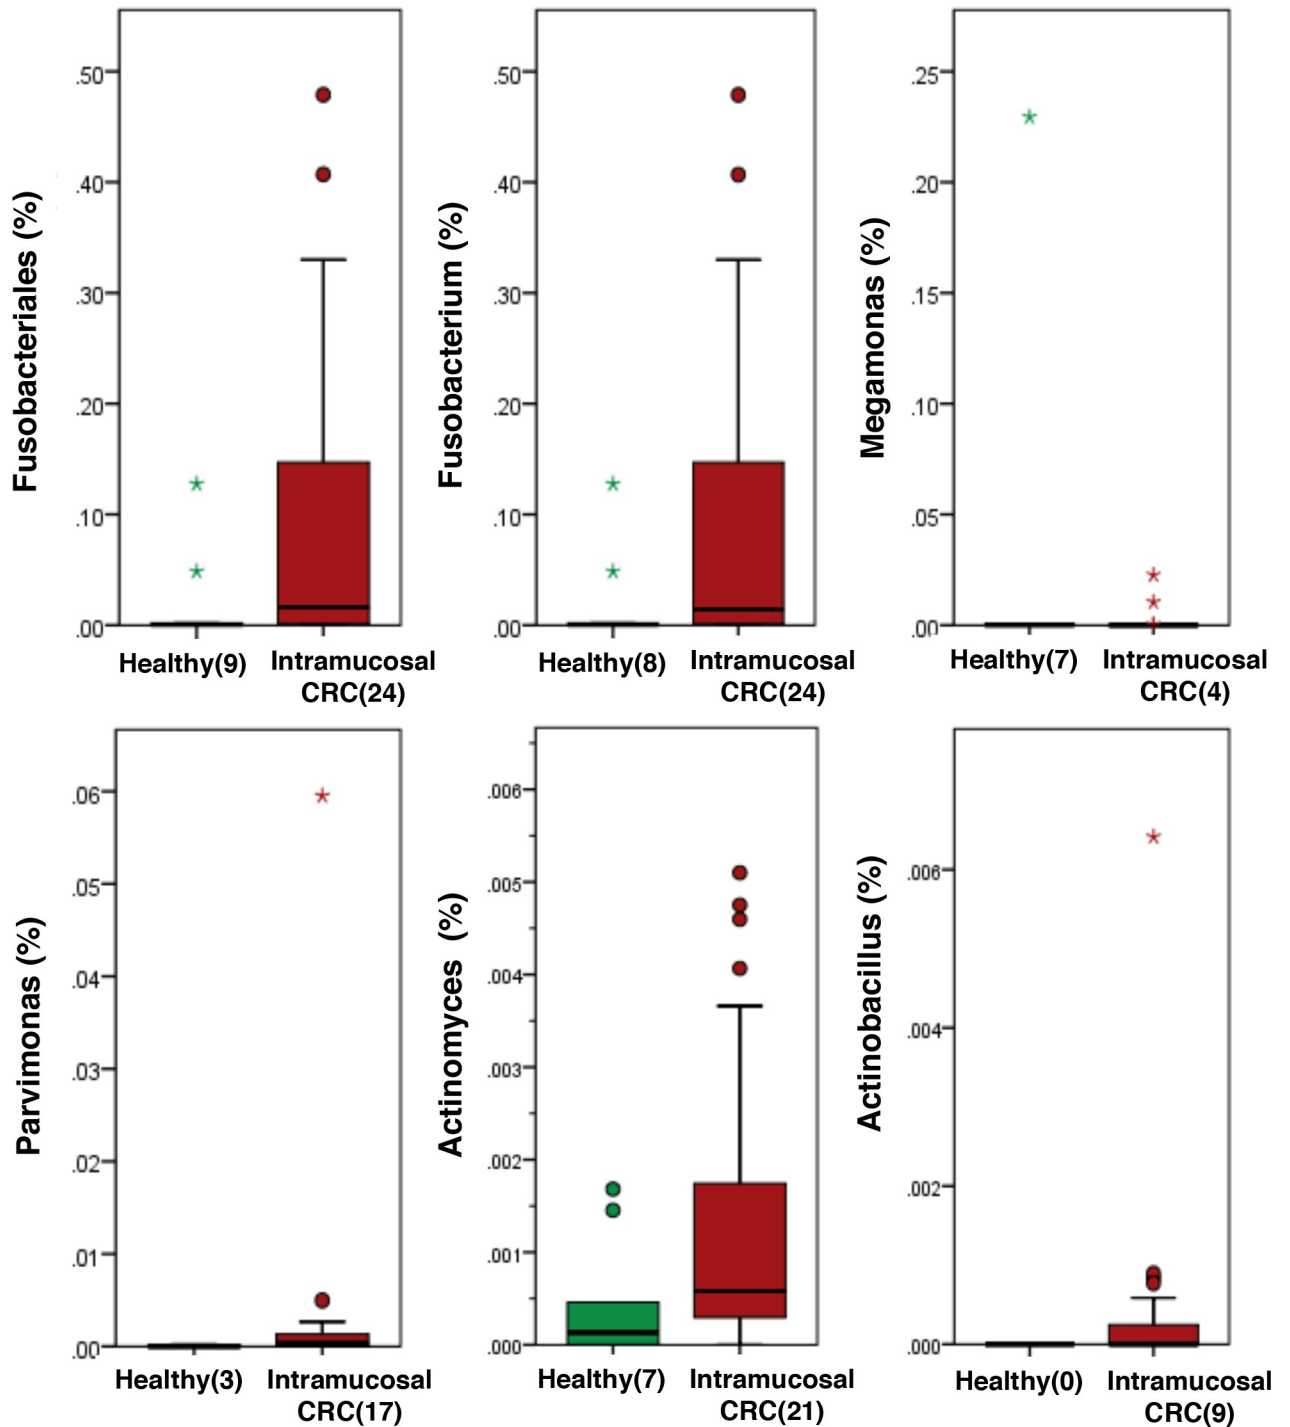 Fusobacteriales (%)
.50
.40
.30
.20
.10
.00
Healthy(9)
Intramucosal
CRC(24)
Fusobacterium (%)
.50
.40
.30
.20
.10
.00
Healthy(8)
Intramucosal
CRC(24)
Megamonas (%)
.25
.20
.15
.10
.05
.00
Healthy(7)
Intramucosal
CRC(4)
Parvimonas (%)
.06
.05
.04
.03
.02
.01
.00
Healthy(3)
Intramucosal
CRC(17)
Actinomyces (%)
.006
.005
.004
.003
.002
.001
.000
Healthy(7)
Intramucosal
CRC(21)
Actinobacillus (%)
.006
.004
.002
.000
Healthy(0)
Intramucosal
CRC(9)